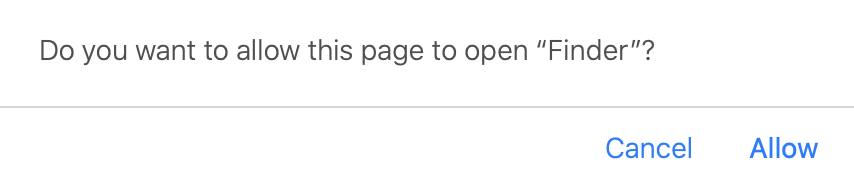 Do you want to allow this page to open “Finder”?
Cancel Allow